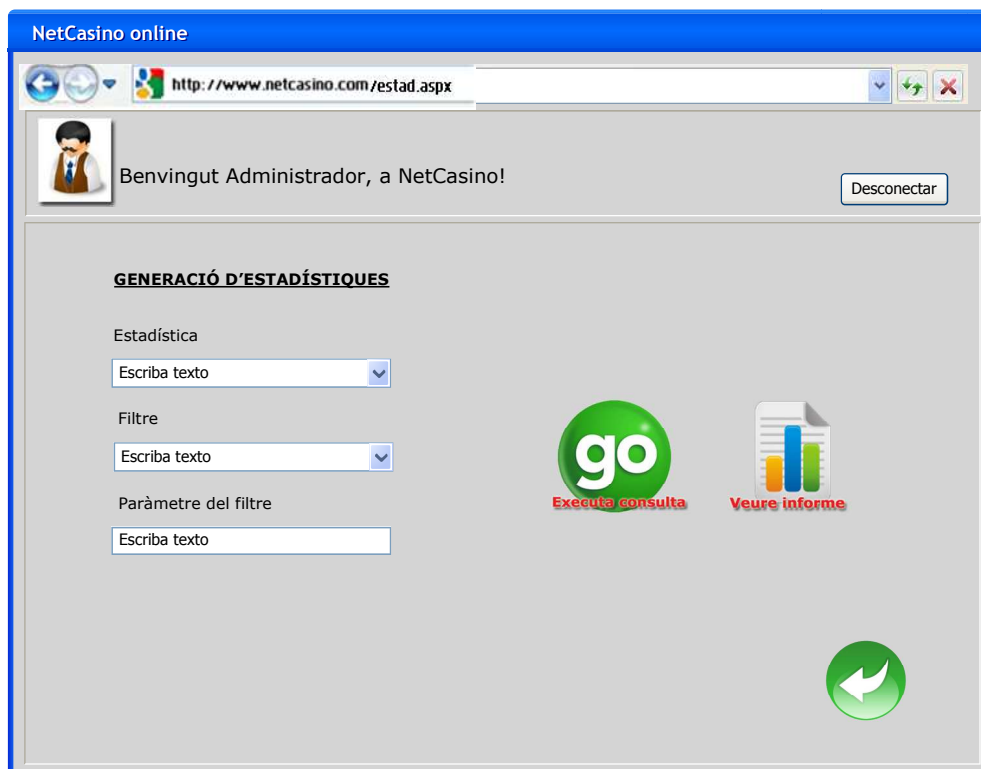 NetCasino online
http://www.netcasino.com/estad.aspx
Benvingut Administrador, a NetCasino!
Desconectar
GENERACIÓ D'ESTADÍSTIQUES
Estadística
Escriba texto
Filtre
Escriba texto
go
Executa consulta
Veure informe
Paràmetre del filtre
Escriba texto